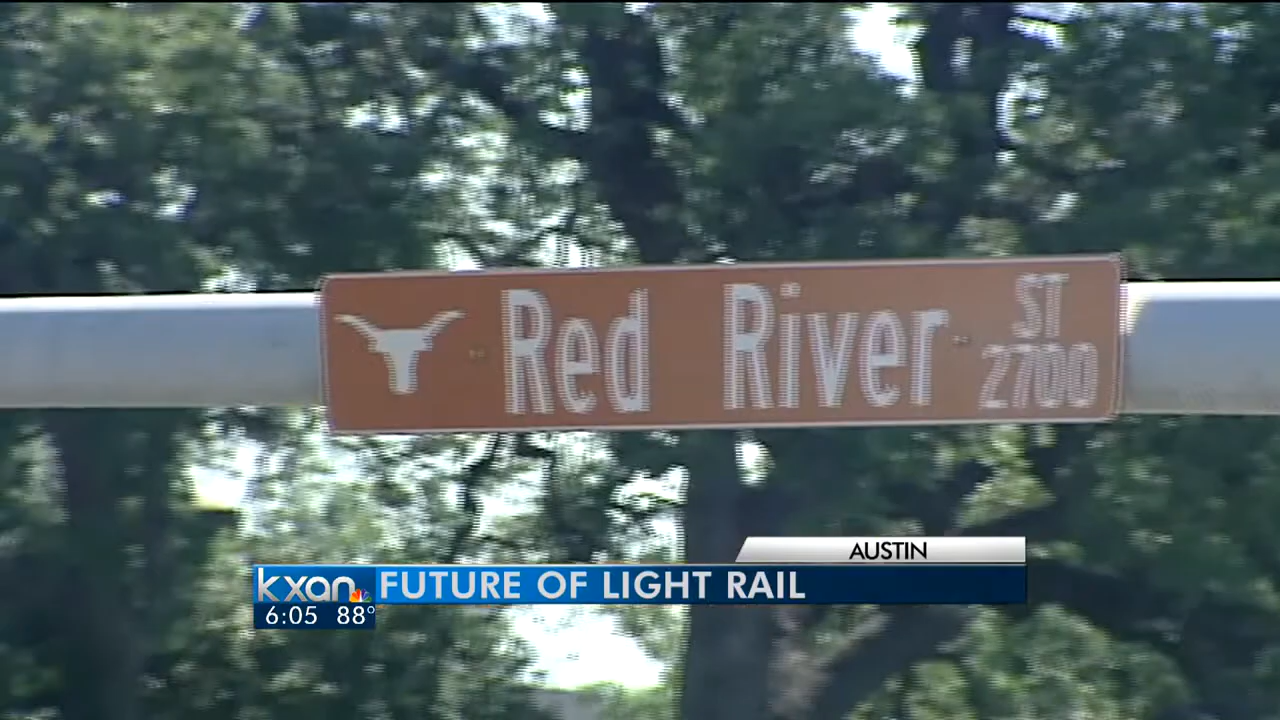 Red River ST
2700
AUSTIN
kxan FUTURE OF LIGHT RAIL
6:05 88°